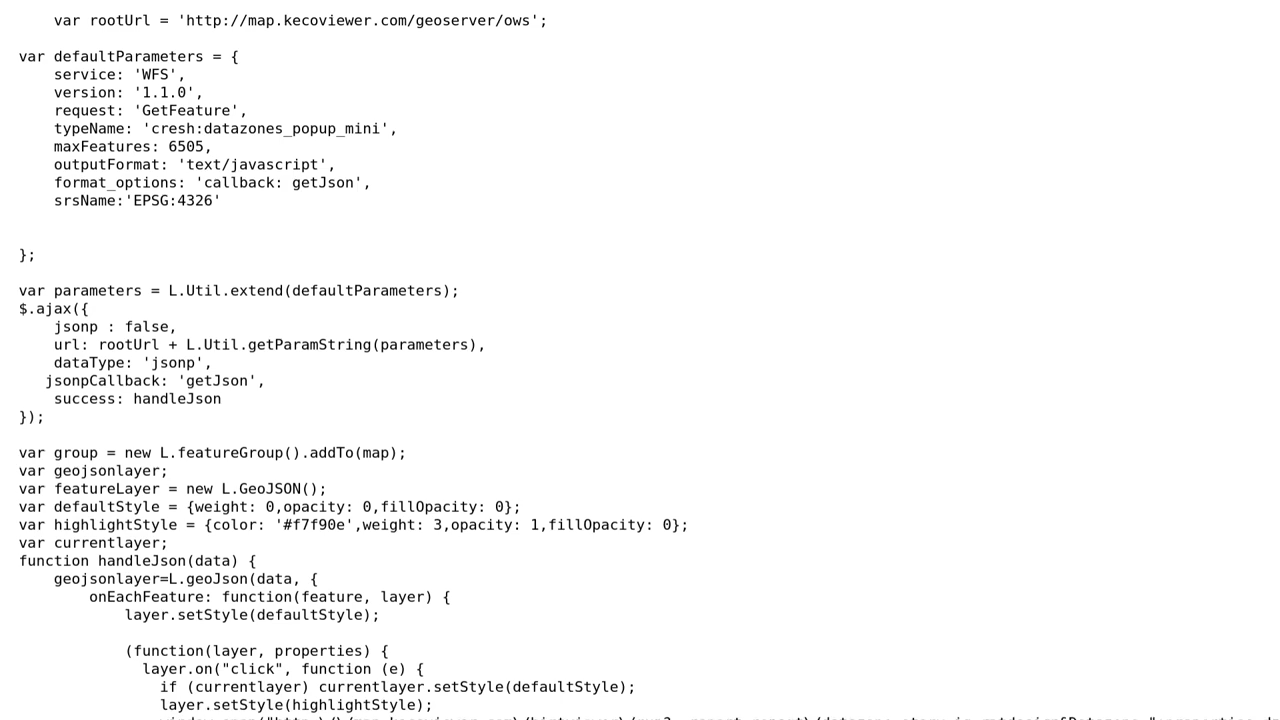 var rootUrl = 'http://map.kecoviewer.com/geoserver/ows';
var defaultParameters = {
service: 'WFS',
version: '1.1.0',
request: 'GetFeature',
typeName: 'cresh:datazones_popup_mini',
maxFeatures: 6505,
outputFormat: 'text/javascript',
format_options: 'callback: getJson',
srsName:'EPSG:4326'
};
var parameters = L.Util.extend(defaultParameters);
$.ajax({
jsonp : false,
url: rootUrl + L.Util.getParamString(parameters),
dataType: 'jsonp',
jsonpCallback: 'getJson',
success: handleJson
});
var group = new L.featureGroup().addTo(map);
var geojsonlayer;
var featureLayer = new L.GeoJSON();
var defaultStyle = {weight: 0,opacity: 0,fillOpacity: 0};
var highlightStyle = {color: '#f7f90e',weight: 3,opacity: 1,fillOpacity: 0};
var currentlayer;
function handleJson(data) {
geojsonlayer=L.geoJson(data, {
onEachFeature: function(feature, layer) {
layer.setStyle(defaultStyle);
(function(layer, properties) {
layer.on("click", function (e) {
if (currentlayer) currentlayer.setStyle(defaultStyle);
layer.setStyle(highlightStyle);